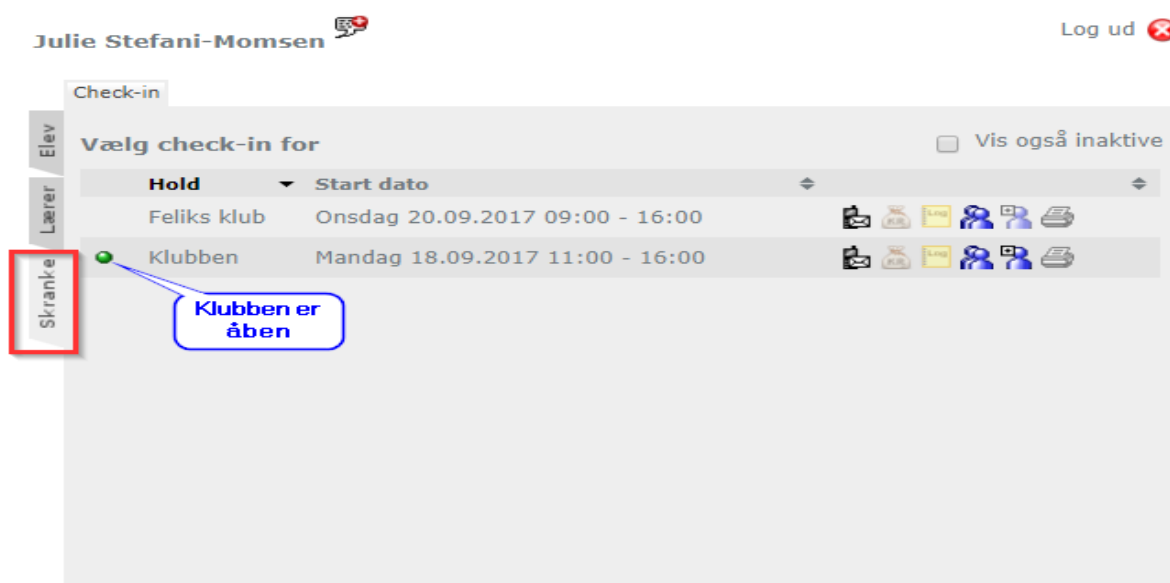 Julie Stefani-Momsen
Log ud
Check-in
Elev
Lærer
Skranke
Vælg check-in for
Vis også inaktive
Hold Start dato
Feliks klub Onsdag 20.09.2017 09:00 - 16:00
Klubben Mandag 18.09.2017 11:00 - 16:00
Klubben er
åben